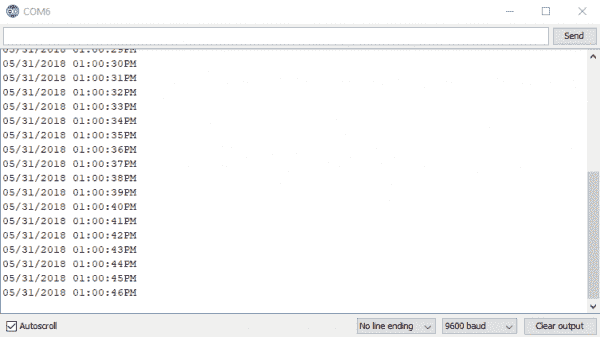 COM6
Send
05/31/2018 01:00:29PM
05/31/2018 01:00:30PM
05/31/2018 01:00:31PM
05/31/2018 01:00:32PM
05/31/2018 01:00:33PM
05/31/2018 01:00:34PM
05/31/2018 01:00:35PM
05/31/2018 01:00:36PM
05/31/2018 01:00:37PM
05/31/2018 01:00:38PM
05/31/2018 01:00:39PM
05/31/2018 01:00:40PM
05/31/2018 01:00:41PM
05/31/2018 01:00:42PM
05/31/2018 01:00:43PM
05/31/2018 01:00:44PM
05/31/2018 01:00:45PM
05/31/2018 01:00:46PM
Autoscroll No line ending 9600 baud Clear output